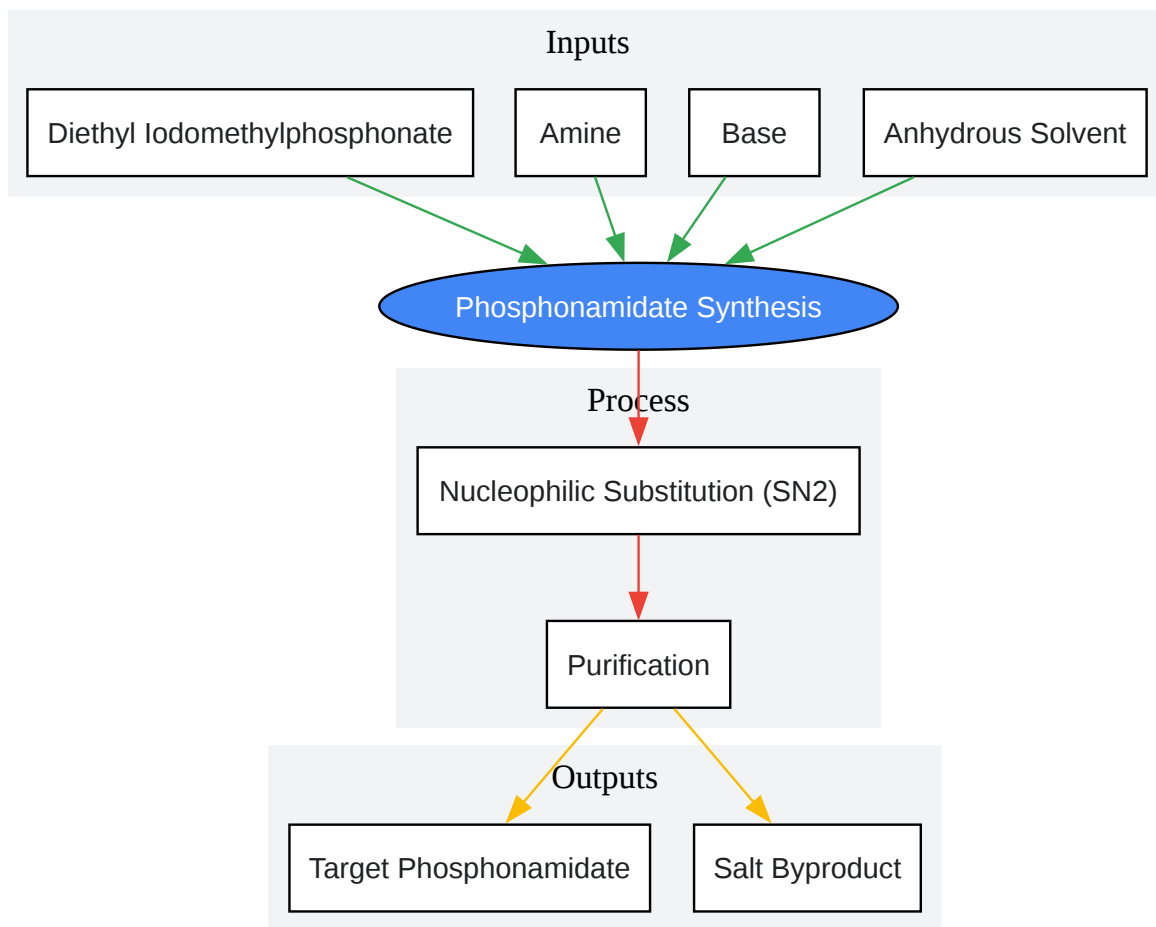 Inputs
Diethyl Iodomethylphosphonate
Amine
Base
Anhydrous Solvent
Phosphonamidate Synthesis
Process
Nucleophilic Substitution (SN2)
Purification
Outputs
Target Phosphonamidate
Salt Byproduct